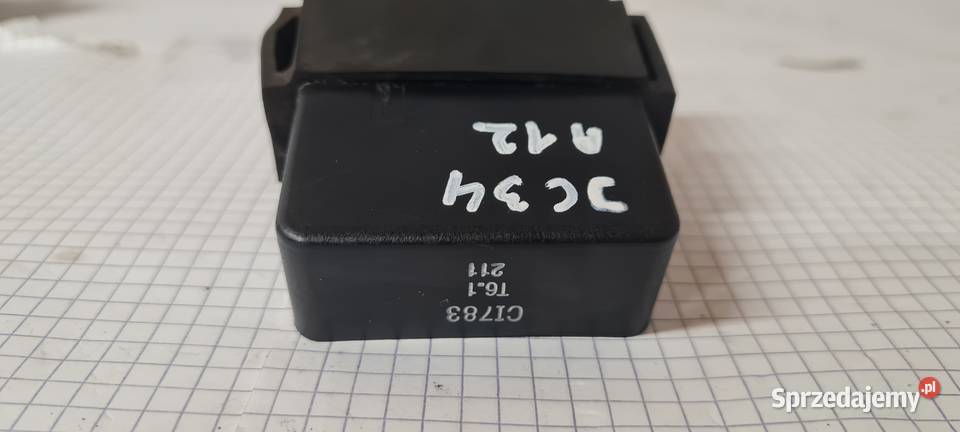 CI783
T6.1
211
JC34
A12
Sprzedajemy.pl